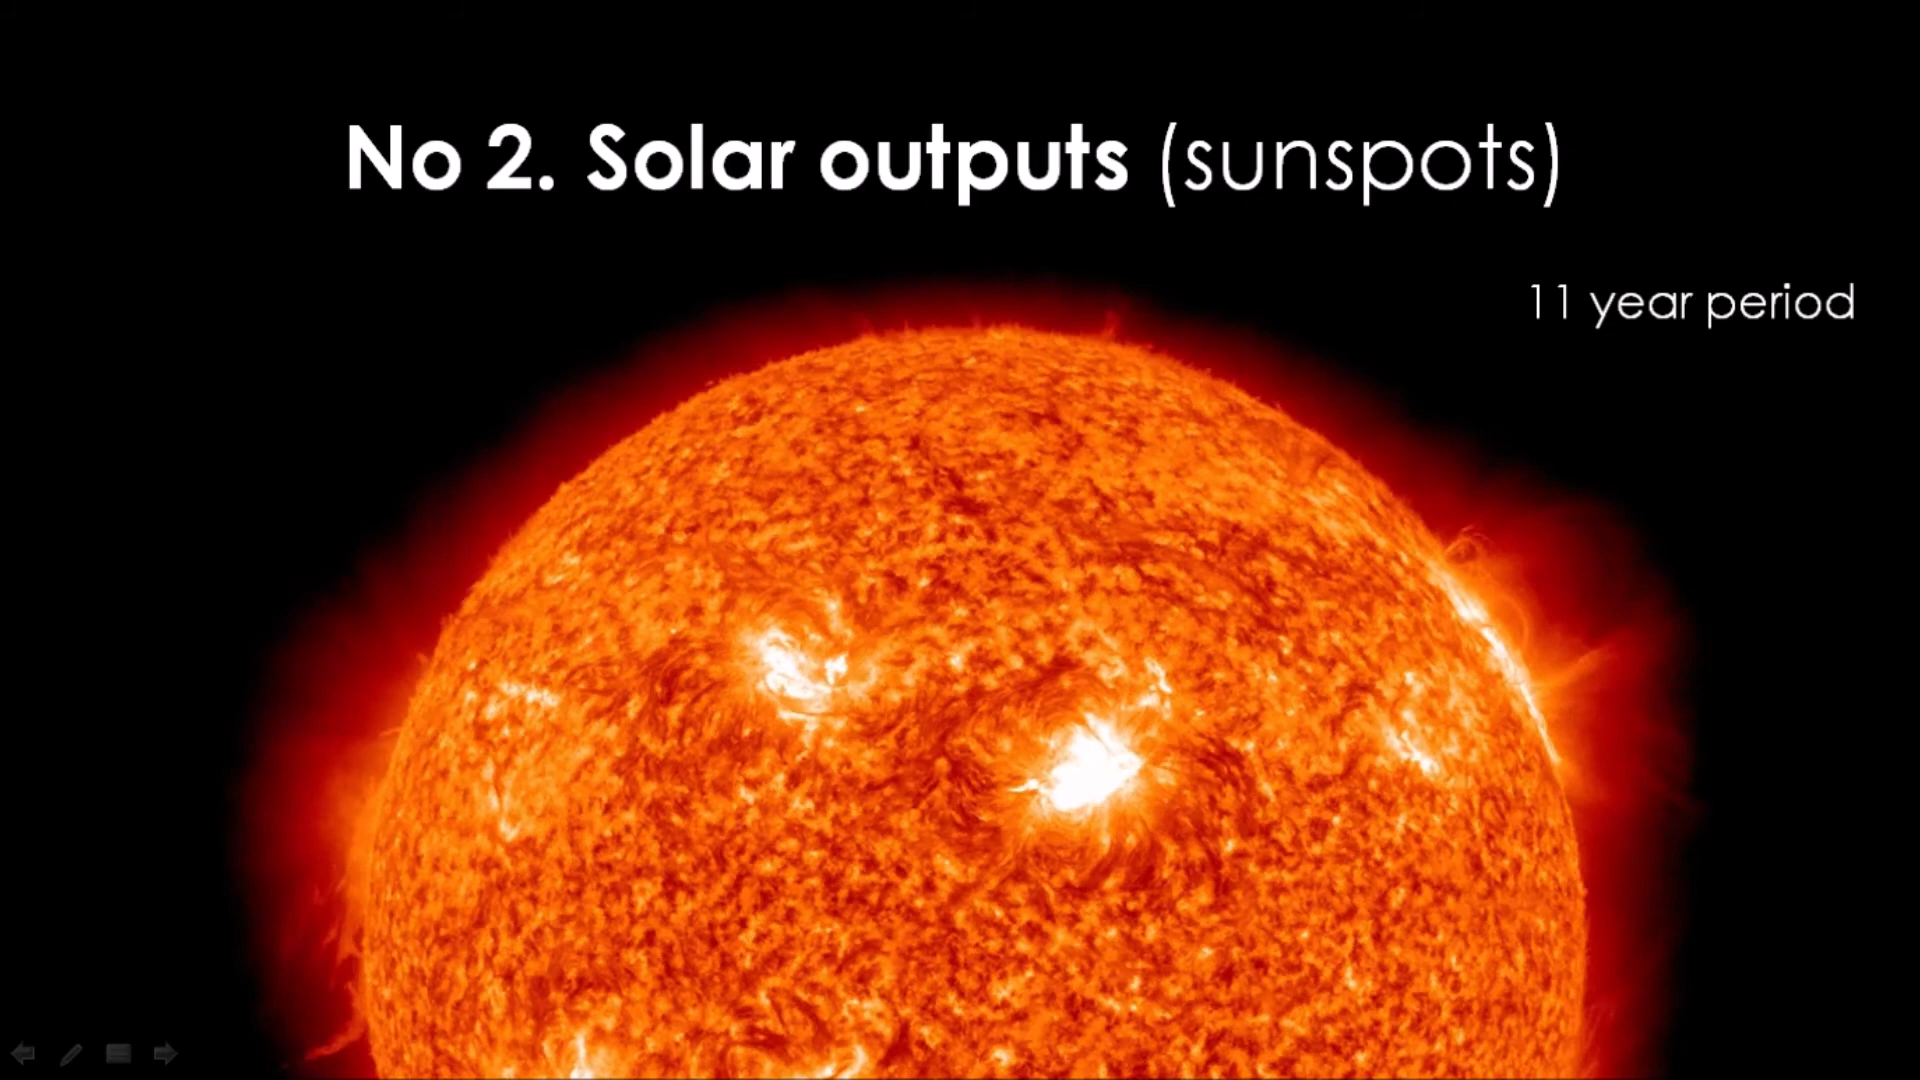 No 2. Solar outputs (sunspots)
11 year period